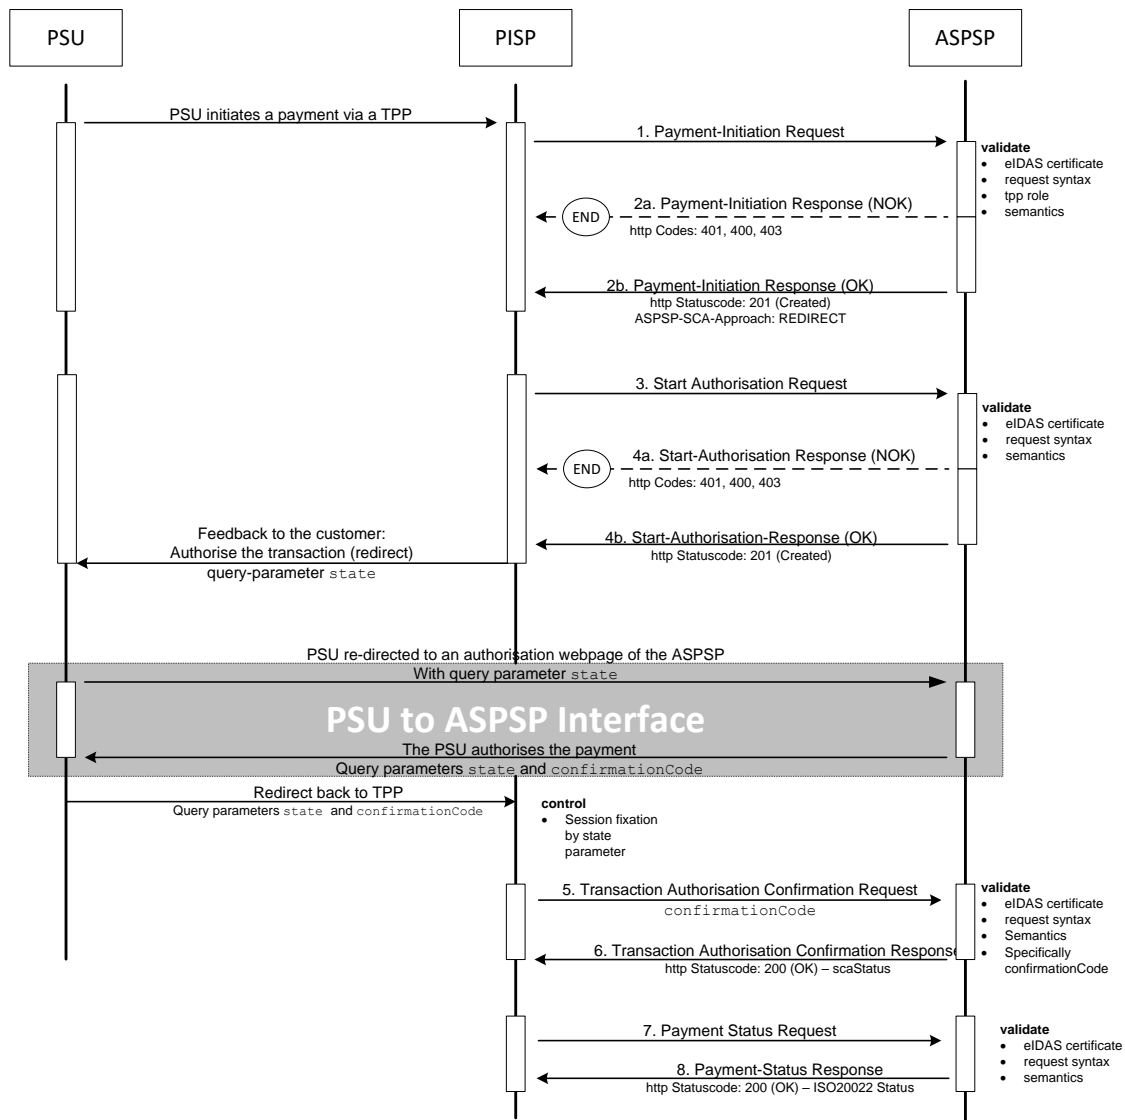 PSU
PISP
ASPSP
PSU initiates a payment via a TPP
1. Payment-Initiation Request
validate
• eIDAS certificate
• request syntax
• tpp role
• semantics
2a. Payment-Initiation Response (NOK)
END
http Codes: 401, 400, 403
2b. Payment-Initiation Response (OK)
http Statuscode: 201 (Created)
ASPSP-SCA-Approach: REDIRECT
3. Start Authorisation Request
validate
• eIDAS certificate
• request syntax
• semantics
4a. Start-Authorisation Response (NOK)
END
http Codes: 401, 400, 403
4b. Start-Authorisation-Response (OK)
http Statuscode: 201 (Created)
Feedback to the customer:
Authorise the transaction (redirect)
query-parameter state
PSU re-directed to an authorisation webpage of the ASPSP
With query parameter state
PSU to ASPSP Interface
The PSU authorises the payment
Query parameters state and confirmationCode
Redirect back to TPP
Query parameters state and confirmationCode
control
• Session fixation
by state
parameter
5. Transaction Authorisation Confirmation Request
confirmationCode
validate
• eIDAS certificate
• request syntax
• Semantics
• Specifically
confirmationCode
6. Transaction Authorisation Confirmation Response
http Statuscode: 200 (OK) – scaStatus
7. Payment Status Request
validate
• eIDAS certificate
• request syntax
• semantics
8. Payment-Status Response
http Statuscode: 200 (OK) – ISO20022 Status